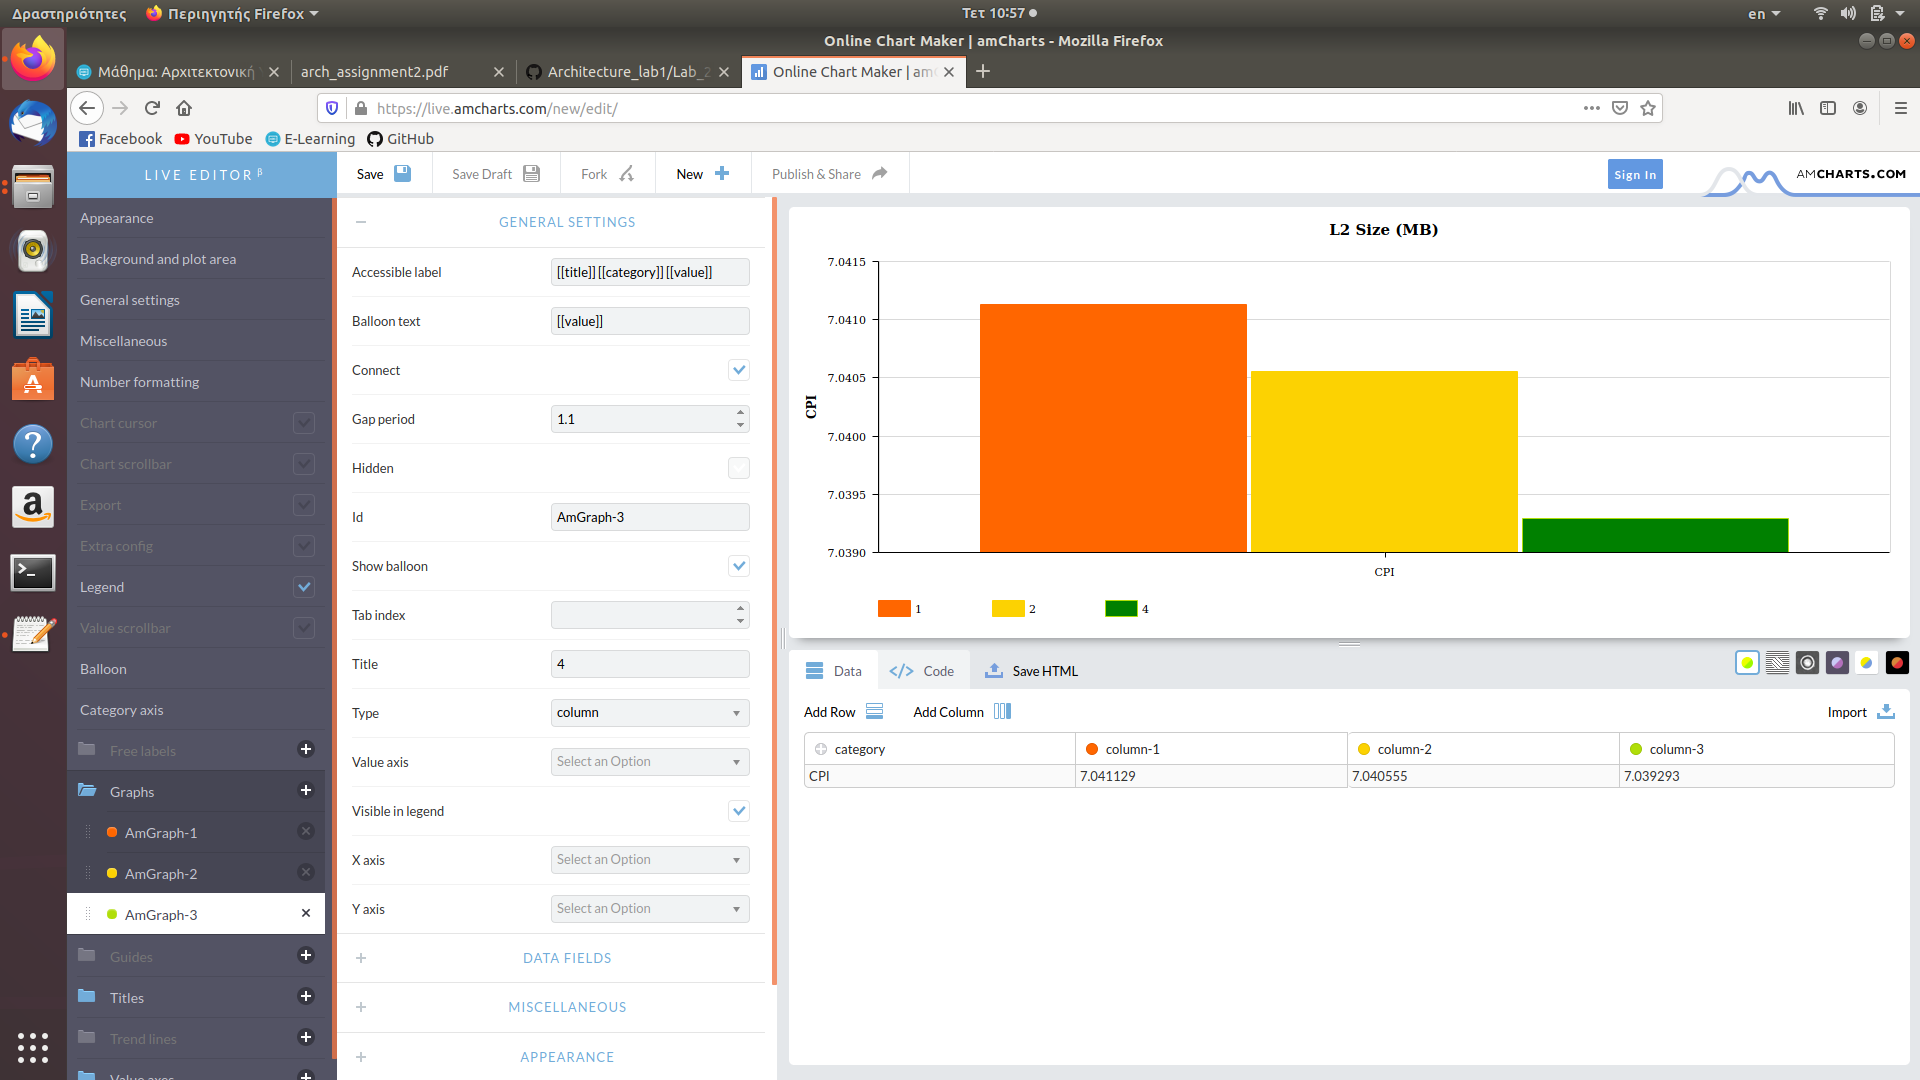 Δραστηριότητες
Περιηγητής Firefox
Τετ 10:57
en
Online Chart Maker | amCharts - Mozilla Firefox
Μάθημα: Αρχιτεκτονική
arch_assignment2.pdf
Architecture_lab1/Lab_2
Online Chart Maker | am
https://live.amcharts.com/new/edit/
Facebook
YouTube
E-Learning
GitHub
LIVE EDITOR β
Save
Save Draft
Fork
New
Publish & Share
Sign In
AMCHARTS.COM
Appearance
Background and plot area
General settings
Miscellaneous
Number formatting
Chart cursor
Chart scrollbar
Export
Extra config
Legend
Value scrollbar
Balloon
Category axis
Free labels
Graphs
AmGraph-1
AmGraph-2
AmGraph-3
Guides
Titles
Trend lines
Value axes
GENERAL SETTINGS
Accessible label
[[title]] [[category]] [[value]]
Balloon text
[[value]]
Connect
Gap period
1.1
Hidden
Id
AmGraph-3
Show balloon
Tab index
Title
4
Type
column
Value axis
Select an Option
Visible in legend
X axis
Select an Option
Y axis
Select an Option
DATA FIELDS
MISCELLANEOUS
APPEARANCE
L2 Size (MB)
7.0415
7.0410
7.0405
7.0400
7.0395
7.0390
CPI
CPI
1
2
4
Data
Code
Save HTML
Add Row
Add Column
Import
category
column-1
column-2
column-3
CPI
7.041129
7.040555
7.039293